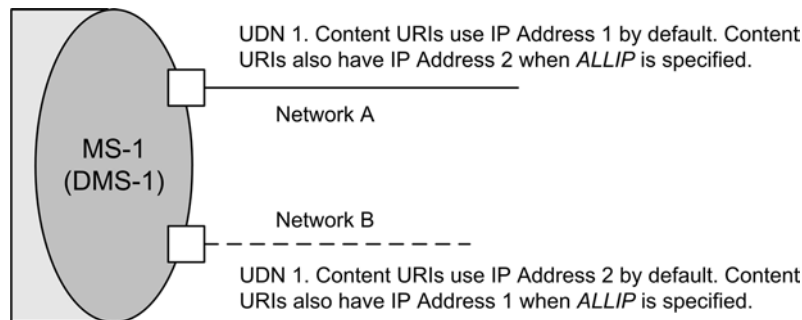 UDN 1. Content URIs use IP Address 1 by default. Content
URIs also have IP Address 2 when ALLIP is specified.
Network A
MS-1
(DMS-1)
Network B
UDN 1. Content URIs use IP Address 2 by default. Content
URIs also have IP Address 1 when ALLIP is specified.